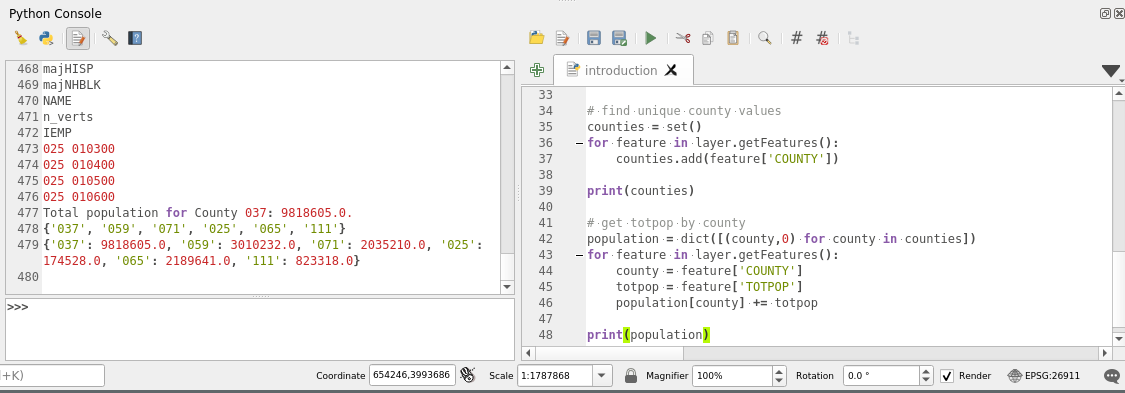 Python Console
468 majHISP
469 majNHBLK
470 NAME
471 n_verts
472 IEMP
473 025 010300
474 025 010400
475 025 010500
476 025 010600
477 Total population for County 037: 9818605.0.
478 {'037', '059', '071', '025', '065', '111'}
479 {'037': 9818605.0, '059': 3010232.0, '071': 2035210.0, '025':
174528.0, '065': 2189641.0, '111': 823318.0}
480
>>>
introduction
33
34 # find unique county values
35 counties = set()
36 for feature in layer.getFeatures():
37     counties.add(feature['COUNTY'])
38
39 print(counties)
40
41 # get totpop by county
42 population = dict([(county,0) for county in counties])
43 for feature in layer.getFeatures():
44     county = feature['COUNTY']
45     totpop = feature['TOTPOP']
46     population[county] += totpop
47
48 print(population)
+K) Coordinate 654246,3993686 Scale 1:1787868 Magnifier 100% Rotation 0.0 ° Render EPSG:26911